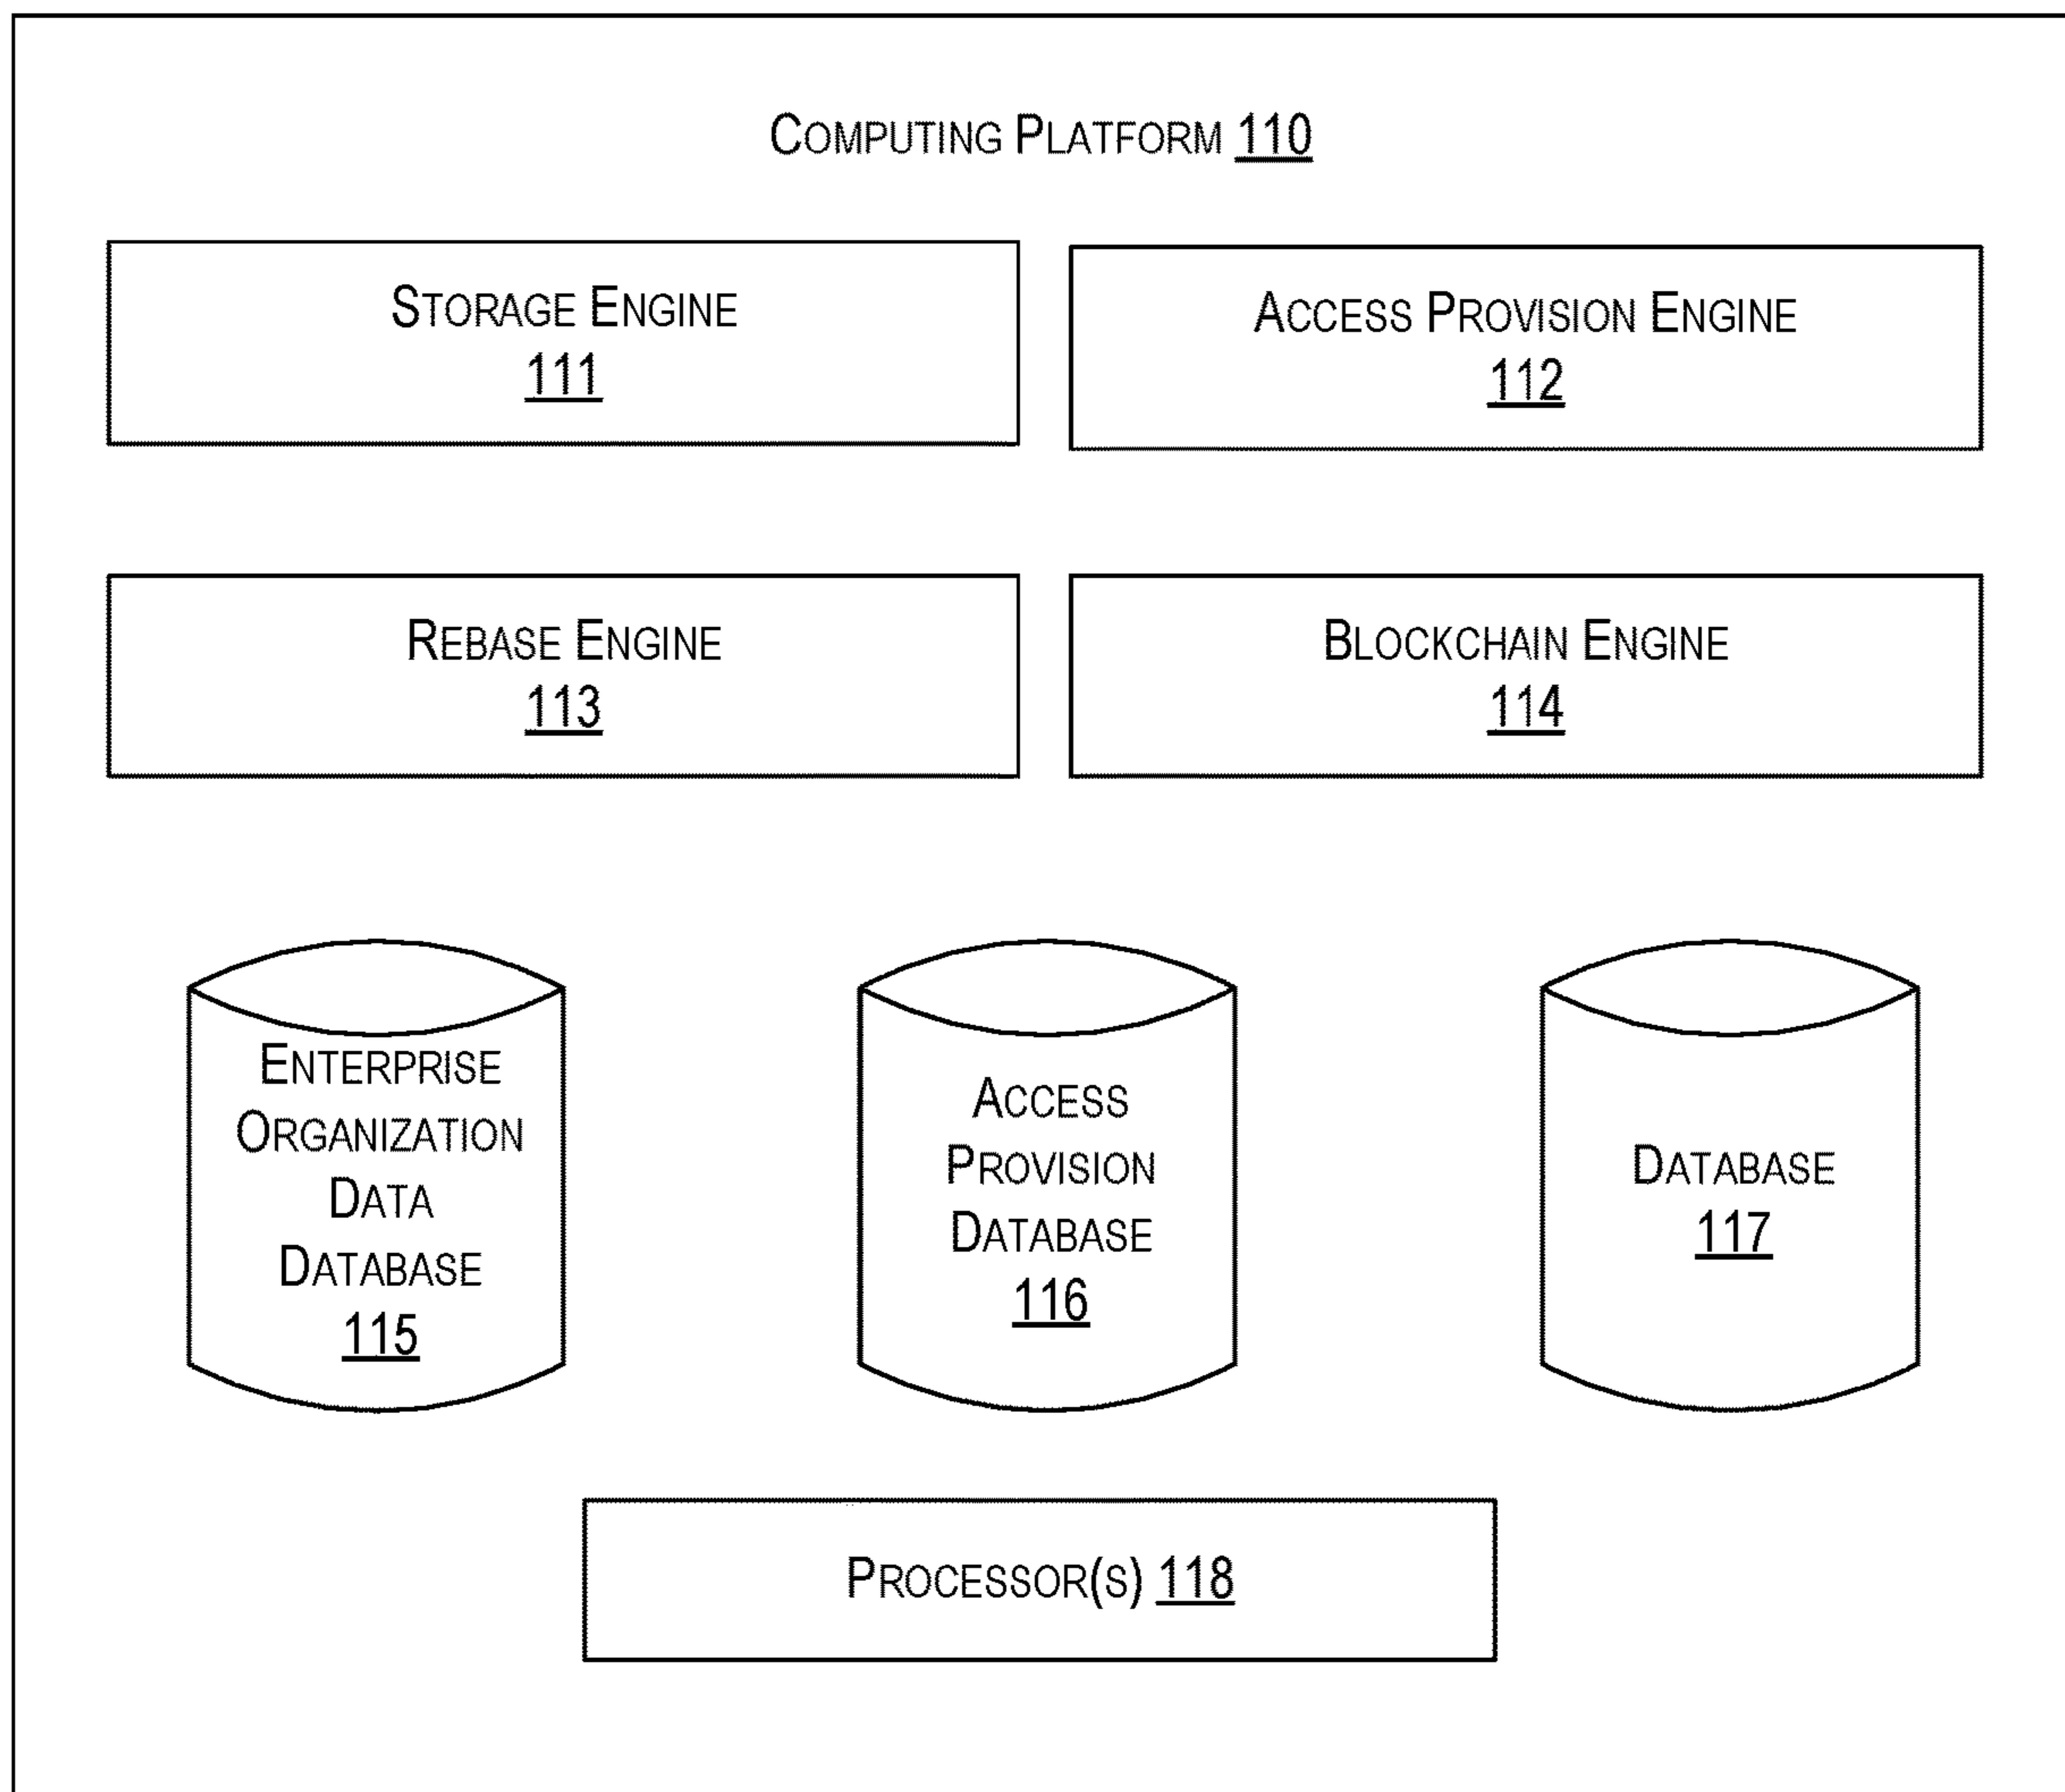 COMPUTING PLATFORM 110
STORAGE ENGINE
111
ACCESS PROVISION ENGINE
112
REBASE ENGINE
113
BLOCKCHAIN ENGINE
114
ENTERPRISE
ORGANIZATION
DATA
DATABASE
115
ACCESS
PROVISION
DATABASE
116
DATABASE
117
PROCESSOR(S) 118